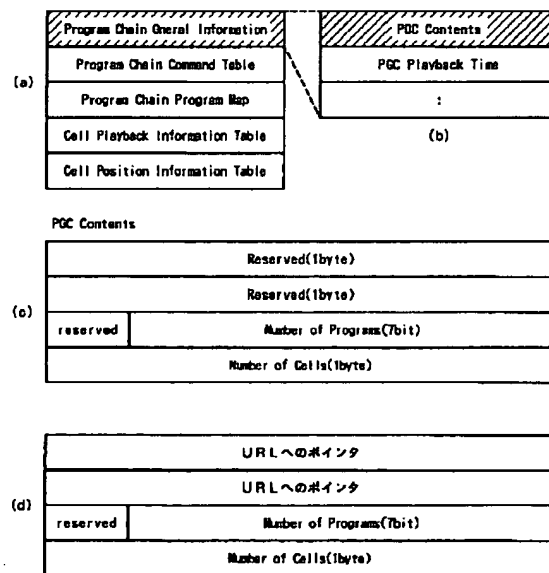 Program Chain Gneral Information
Program Chain Command Table
Program Chain Program Map
Cell Playback Information Table
Cell Position Information Table
(a)
PGC Contents
PGC Playback Time
:
(b)
PGC Contents
(c)
Reserved(1byte)
Reserved(1byte)
reserved Number of Programs(7bit)
Number of Cells(1byte)
(d)
URLへのポインタ
URLへのポインタ
reserved Number of Programs(7bit)
Number of Cells(1byte)